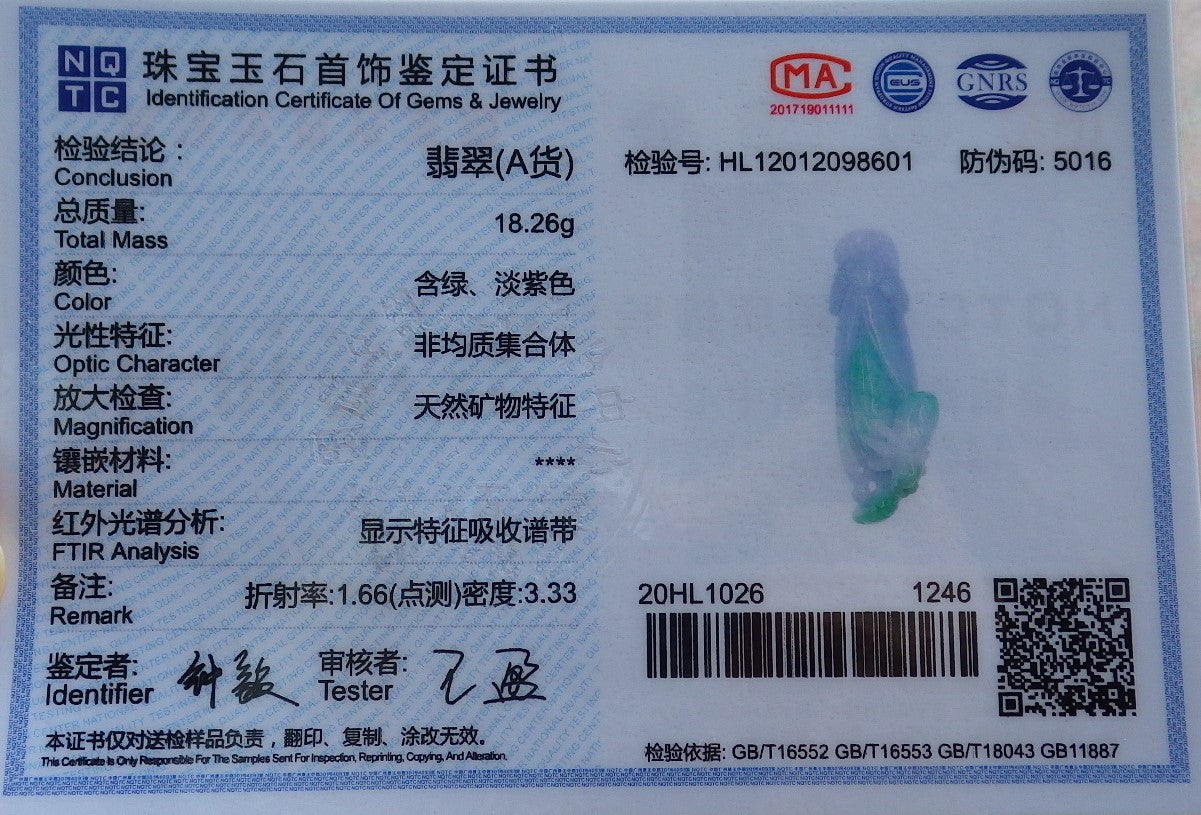 NQ
TC
珠宝玉石首饰鉴定证书
Identification Certificate Of Gems & Jewelry
检验结论: 翡翠(A货)
Conclusion
总质量: 18.26g
Total Mass
颜色: 含绿、淡紫色
Color
光性特征: 非均质集合体
Optic Character
放大检查: 天然矿物特征
Magnification
镶嵌材料: ****
Material
红外光谱分析: 显示特征吸收谱带
FTIR Analysis
备注: 折射率:1.66(点测)密度:3.33
Remark
鉴定者: 审核者: 王盈
Identifier Tester
本证书仅对送检样品负责，翻印、复制、涂改无效。
This Certificate Is Only Responsible For The Samples Sent For Inspection, Reprinting, Copying, And Alteration.
MA
201719011111
GNRS
检验号: HL12012098601 防伪码: 5016
20HL1026 1246
检验依据: GB/T16552 GB/T16553 GB/T18043 GB11887